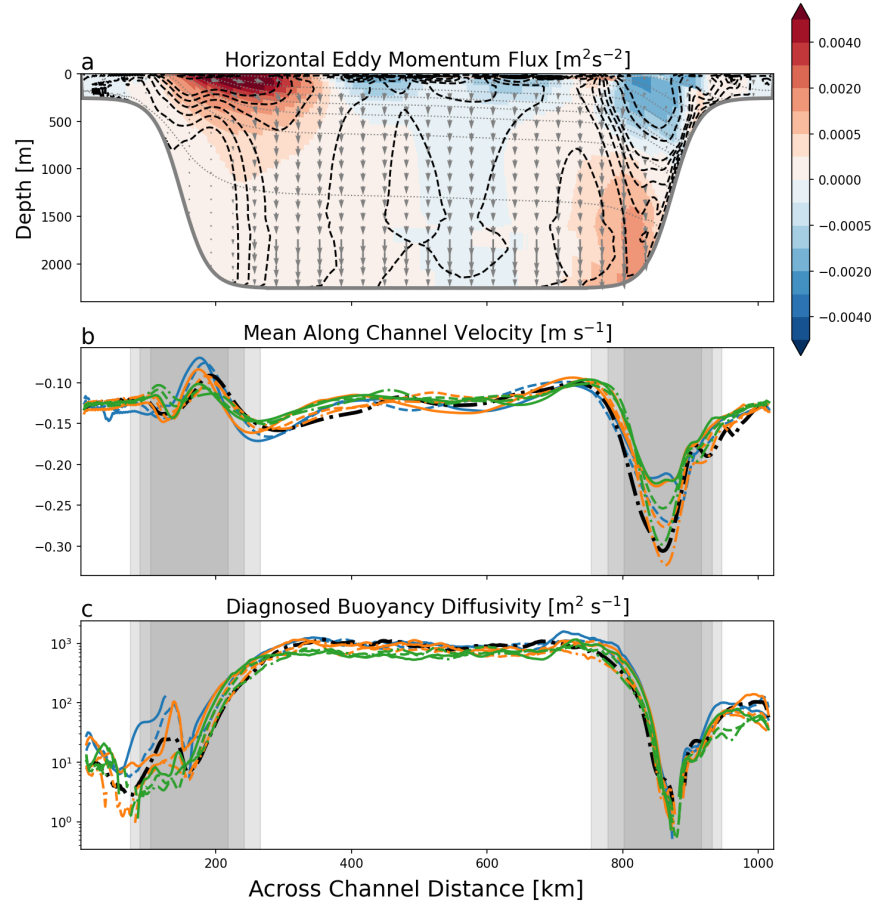 a
Horizontal Eddy Momentum Flux [m²s⁻²]
0
500
1000
1500
2000
Depth [m]
0.0040
0.0020
0.0005
0.0000
−0.0005
−0.0020
−0.0040
b
Mean Along Channel Velocity [m s⁻¹]
−0.10
−0.15
−0.20
−0.25
−0.30
c
Diagnosed Buoyancy Diffusivity [m² s⁻¹]
10³
10²
10¹
10⁰
200 400 600 800 1000
Across Channel Distance [km]